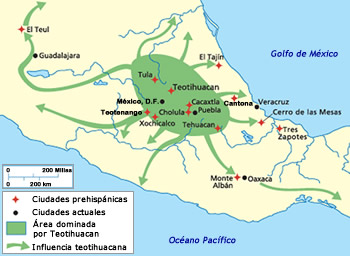 El Teul
Guadalajara
Golfo de México
El Tajín
Tula
Teotihuacan
México, D.F.
Cacaxtla
Cantona
Veracruz
Teotenango
Cholula
Puebla
Cerro de las Mesas
Xochicalco
Tehuacan
Tres
Zapotes
Monte
Albán
Oaxaca
0 200 Millas
0 200 km
Ciudades prehispánicas
Ciudades actuales
Área dominada
por Teotihuacan
Influencia teotihuacana
Océano Pacífico